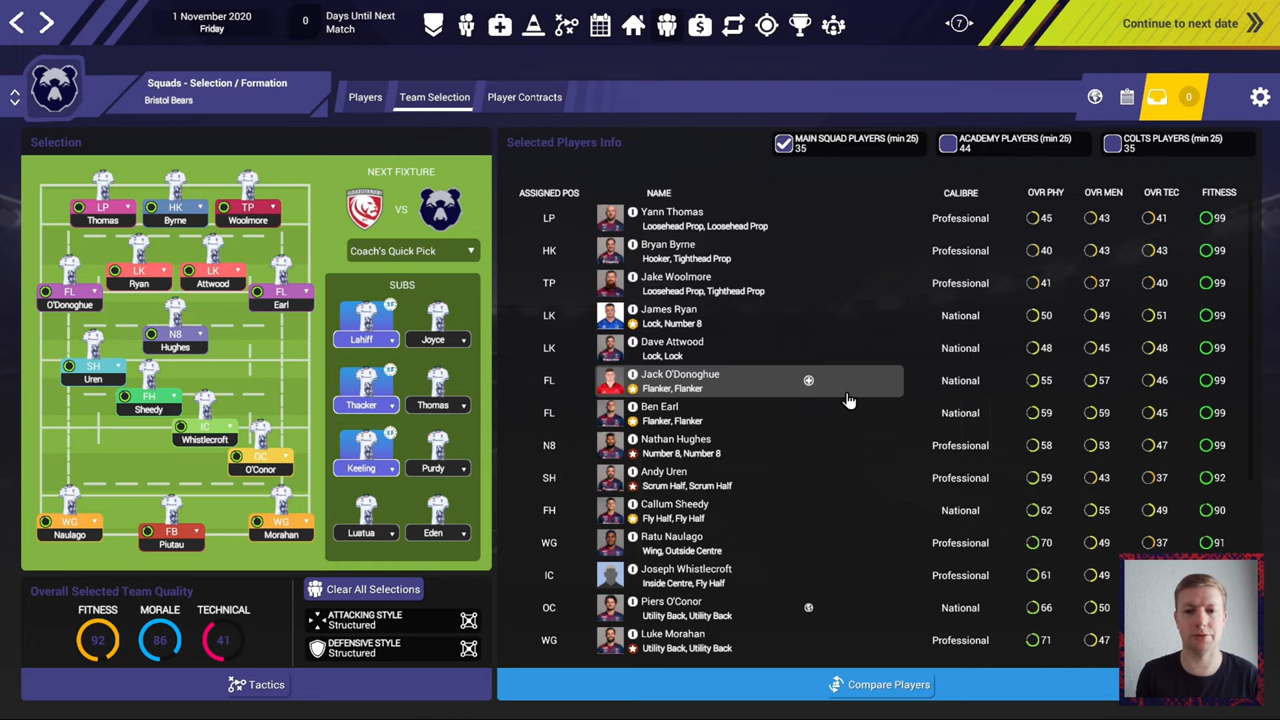 1 November 2020
Friday
0
Days Until Next
Match
7
Continue to next date
Squads - Selection / Formation
Bristol Bears
Players
Team Selection
Player Contracts
0
Selection
NEXT FIXTURE
VS
Coach's Quick Pick
SUBS
LP
Thomas
HK
Byrne
TP
Woolmore
LK
Ryan
LK
Attwood
FL
O'Donoghue
FL
Earl
N8
Hughes
SH
Uren
FH
Sheedy
IC
Whistlecroft
OC
O'Conor
WG
Naulago
FB
Piutau
WG
Morahan
SF
Lahiff
Joyce
SF
Thacker
Thomas
SF
Keeling
Purdy
Luatua
Eden
Overall Selected Team Quality
FITNESS
92
MORALE
86
TECHNICAL
41
Clear All Selections
ATTACKING STYLE
Structured
DEFENSIVE STYLE
Structured
Tactics
Selected Players Info
MAIN SQUAD PLAYERS (min 25)
35
ACADEMY PLAYERS (min 25)
44
COLTS PLAYERS (min 25)
35
ASSIGNED POS NAME CALIBRE OVR PHY OVR MEN OVR TEC FITNESS
LP Yann Thomas Professional 45 43 41 99
Loosehead Prop, Loosehead Prop
HK Bryan Byrne Professional 40 43 43 99
Hooker, Tighthead Prop
TP Jake Woolmore Professional 41 37 40 99
Loosehead Prop, Tighthead Prop
LK James Ryan National 50 49 51 99
Lock, Number 8
LK Dave Attwood National 48 45 48 99
Lock, Lock
FL Jack O'Donoghue National 55 57 46 99
Flanker, Flanker
FL Ben Earl National 59 59 45 99
Flanker, Flanker
N8 Nathan Hughes Professional 58 53 47 99
Number 8, Number 8
SH Andy Uren Professional 59 43 37 92
Scrum Half, Scrum Half
FH Callum Sheedy Professional 62 55 49 90
Fly Half, Fly Half
WG Ratu Naulago Professional 70 49 37 91
Wing, Outside Centre
IC Joseph Whistlecroft Professional 61 49
Inside Centre, Fly Half
OC Piers O'Conor National 66 50
Utility Back, Utility Back
WG Luke Morahan Professional 71 47
Utility Back, Utility Back
Compare Players